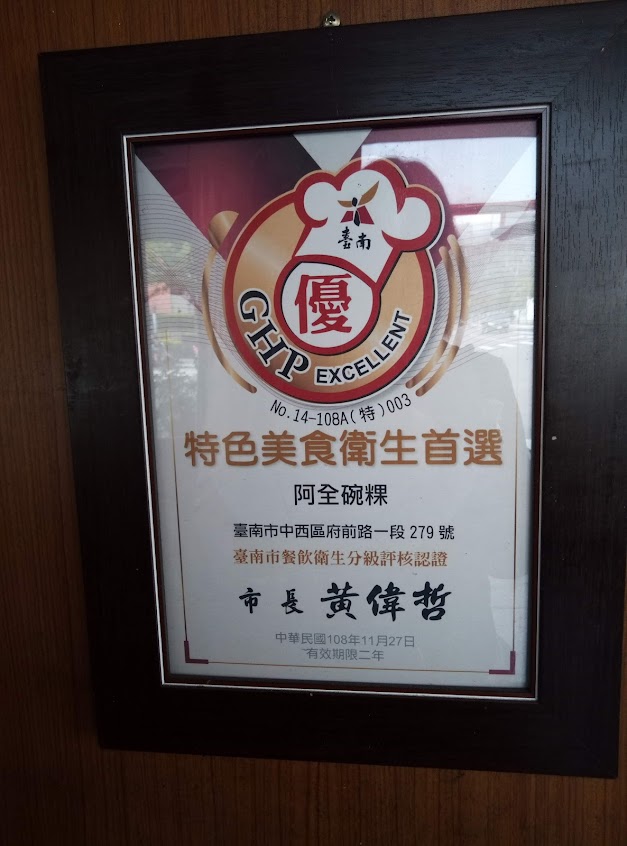 臺南
優
GHP EXCELLENT
No.14-108A(特)003
特色美食衛生首選
阿全碗粿
臺南市中西區府前路一段 279 號
臺南市餐飲衛生分級評核認證
市長 黃偉哲
中華民國108年11月27日
有效期限二年